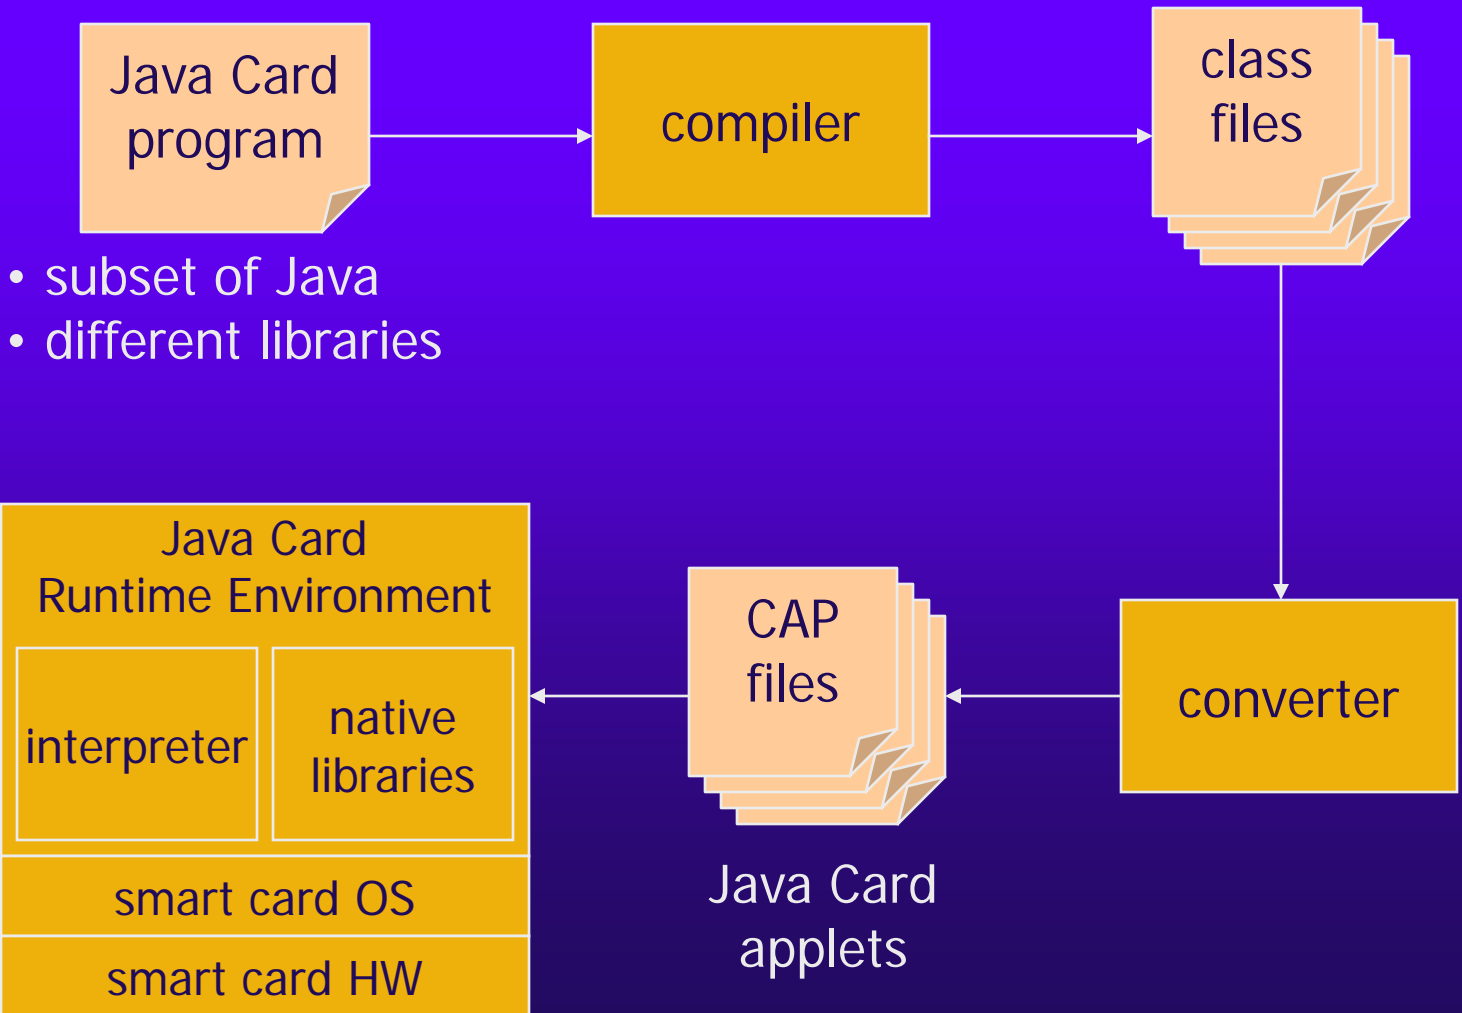 Java Card
program
compiler
class
files
• subset of Java
• different libraries
Java Card
Runtime Environment
interpreter
native
libraries
smart card OS
smart card HW
CAP
files
Java Card
applets
converter